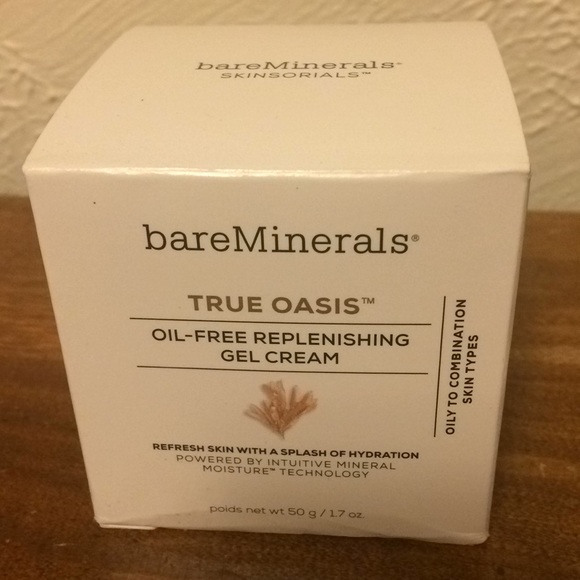 bareMinerals®
SKINSORIALS™
bareMinerals®
TRUE OASIS™
OIL-FREE REPLENISHING
GEL CREAM
OILY TO COMBINATION
SKIN TYPES
REFRESH SKIN WITH A SPLASH OF HYDRATION
POWERED BY INTUITIVE MINERAL
MOISTURE™ TECHNOLOGY
poids net wt 50 g / 1.7 oz.